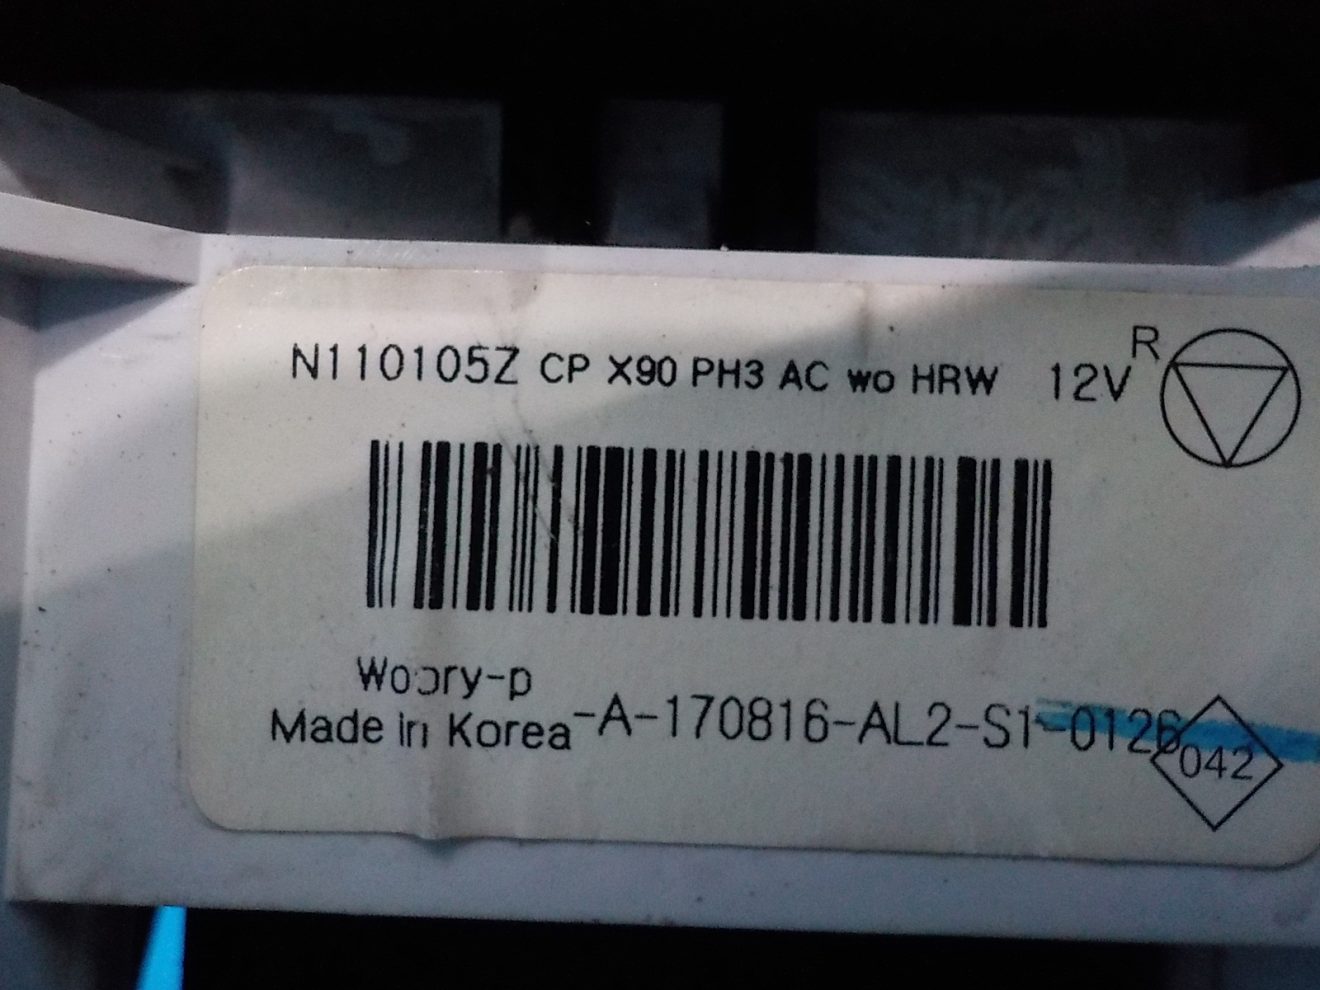 N110105Z CP X90 PH3 AC wo HRW 12V R
Woory-p
Made in Korea -A-170816-AL2-S1-0126
042